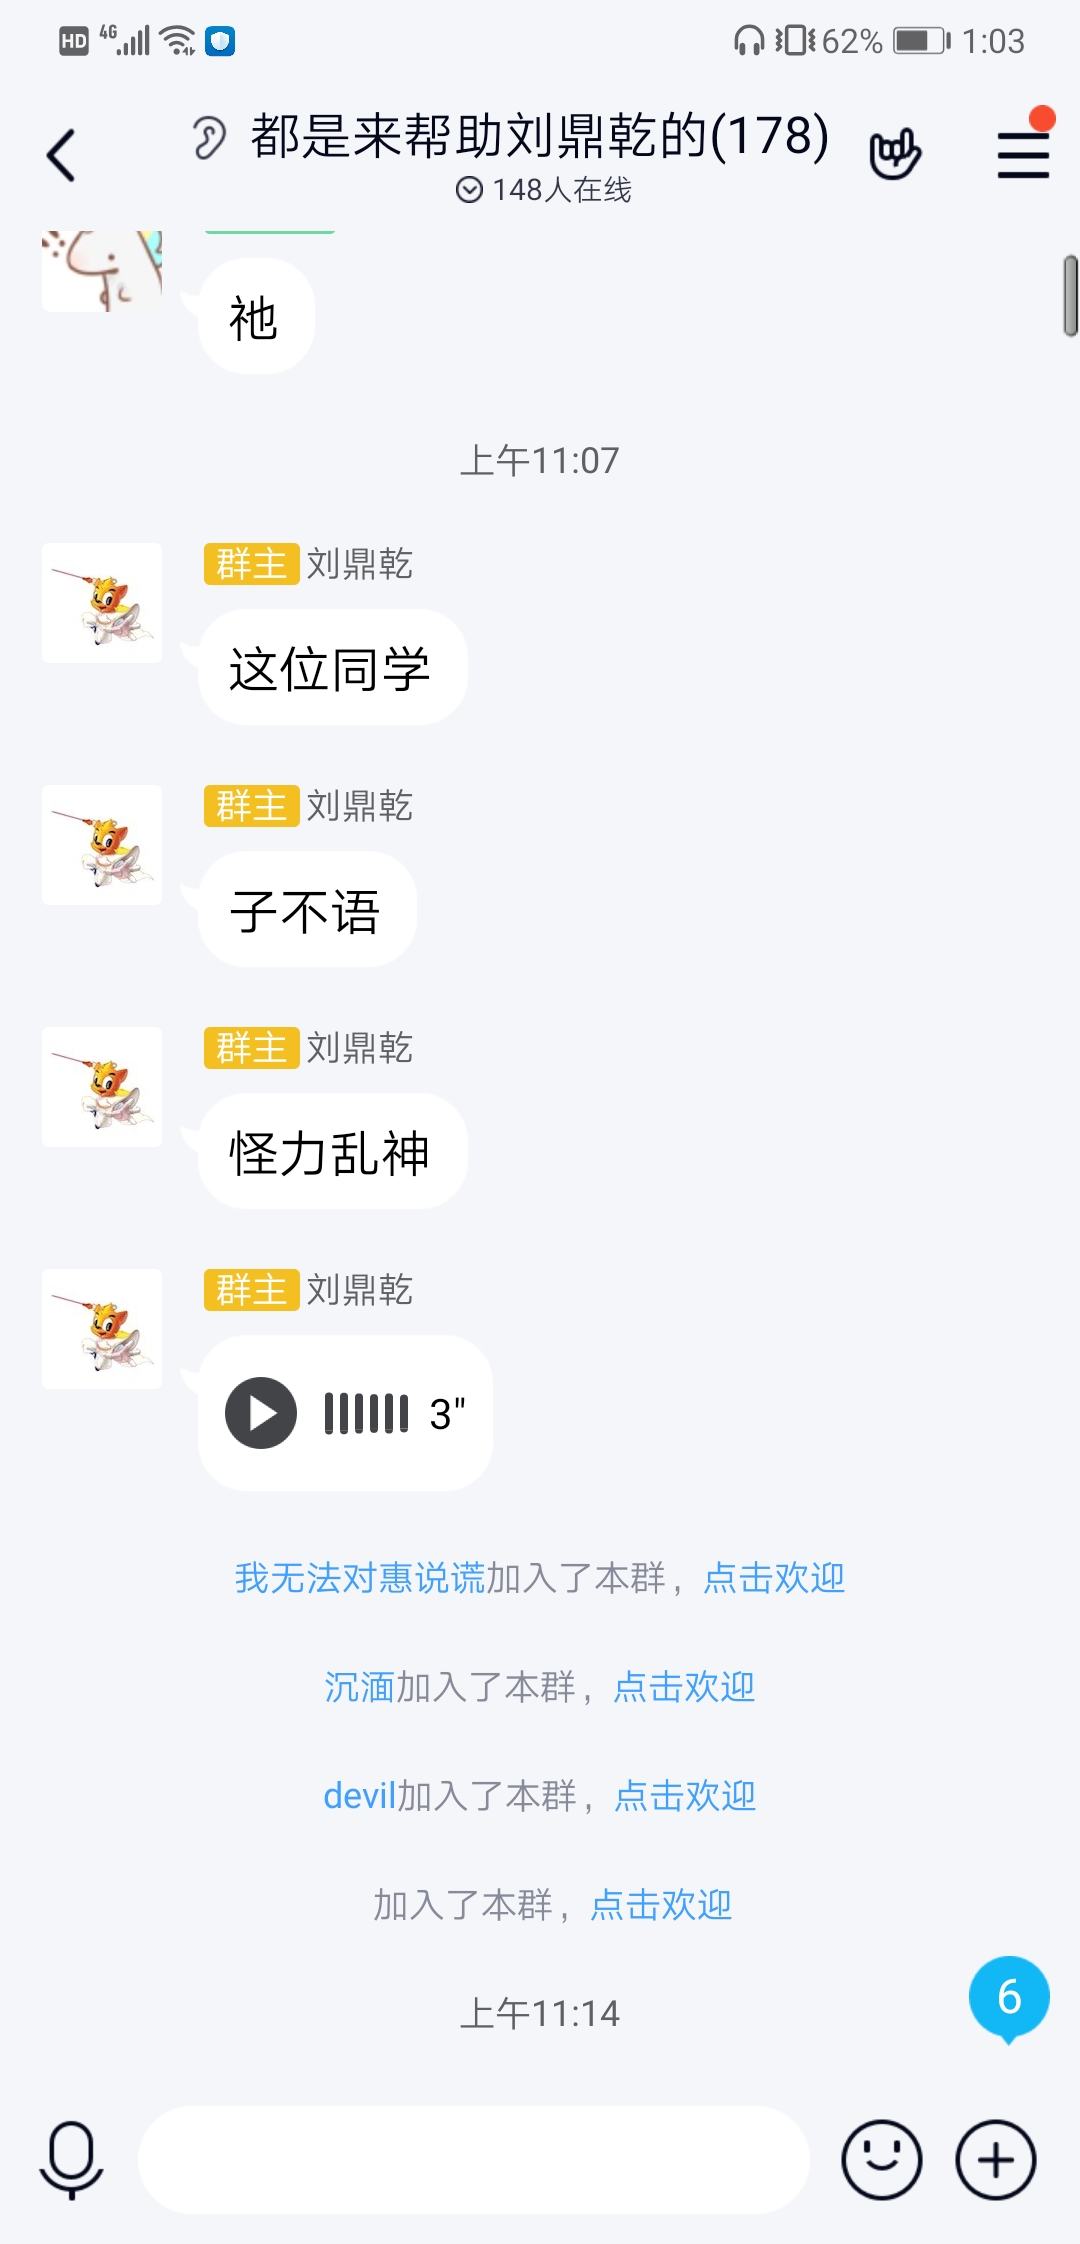 HD 4G 62% 1:03
都是来帮助刘鼎乾的(178)
148人在线
祂
上午11:07
群主 刘鼎乾
这位同学
群主 刘鼎乾
子不语
群主 刘鼎乾
怪力乱神
群主 刘鼎乾
3"
我无法对惠说谎加入了本群，点击欢迎
沉湎加入了本群，点击欢迎
devil加入了本群，点击欢迎
加入了本群，点击欢迎
6
上午11:14